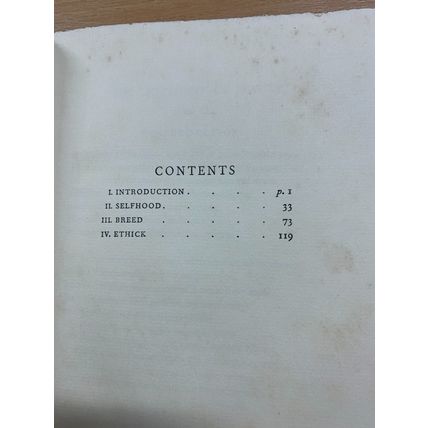 CONTENTS
I. INTRODUCTION . . . . p. 1
II. SELFHOOD . . . . . 33
III. BREED . . . . . 73
IV. ETHICK . . . . . 119